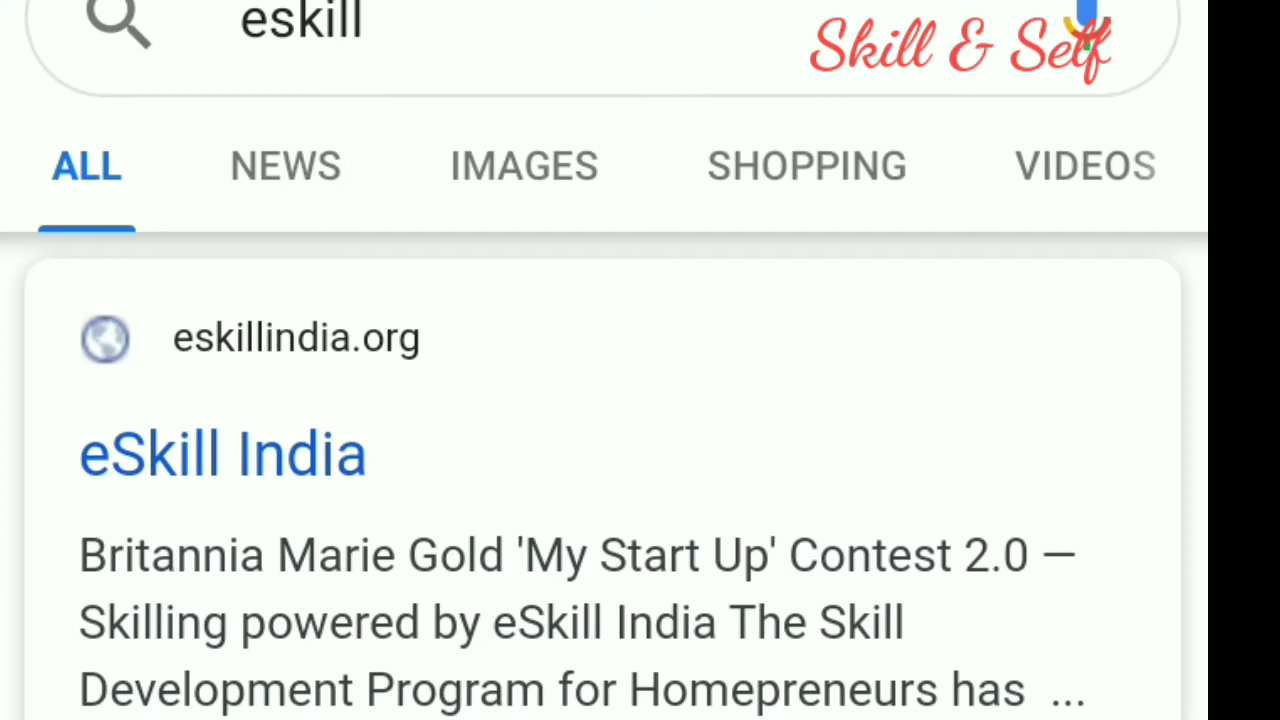 eskill
Skill & Self
ALL NEWS IMAGES SHOPPING VIDEOS
eskillindia.org
eSkill India
Britannia Marie Gold 'My Start Up' Contest 2.0 —
Skilling powered by eSkill India The Skill
Development Program for Homepreneurs has ...